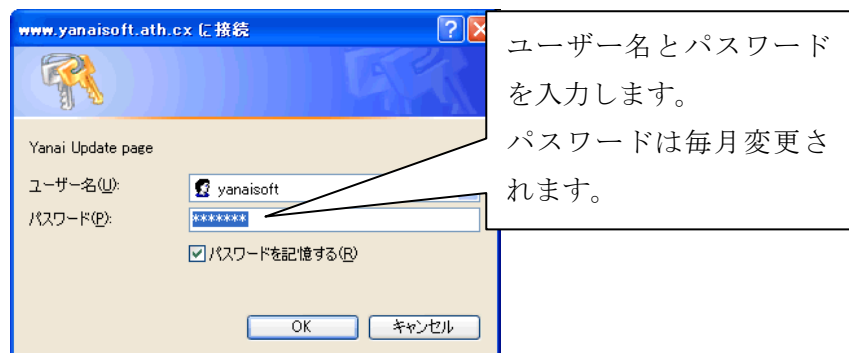 www.yanaisoft.ath.cx に接続
Yanai Update page
ユーザー名(U):
yanaisoft
パスワード(P):
*******
パスワードを記憶する(R)
OK
キャンセル
ユーザー名とパスワード
を入力します。
パスワードは毎月変更さ
れます。